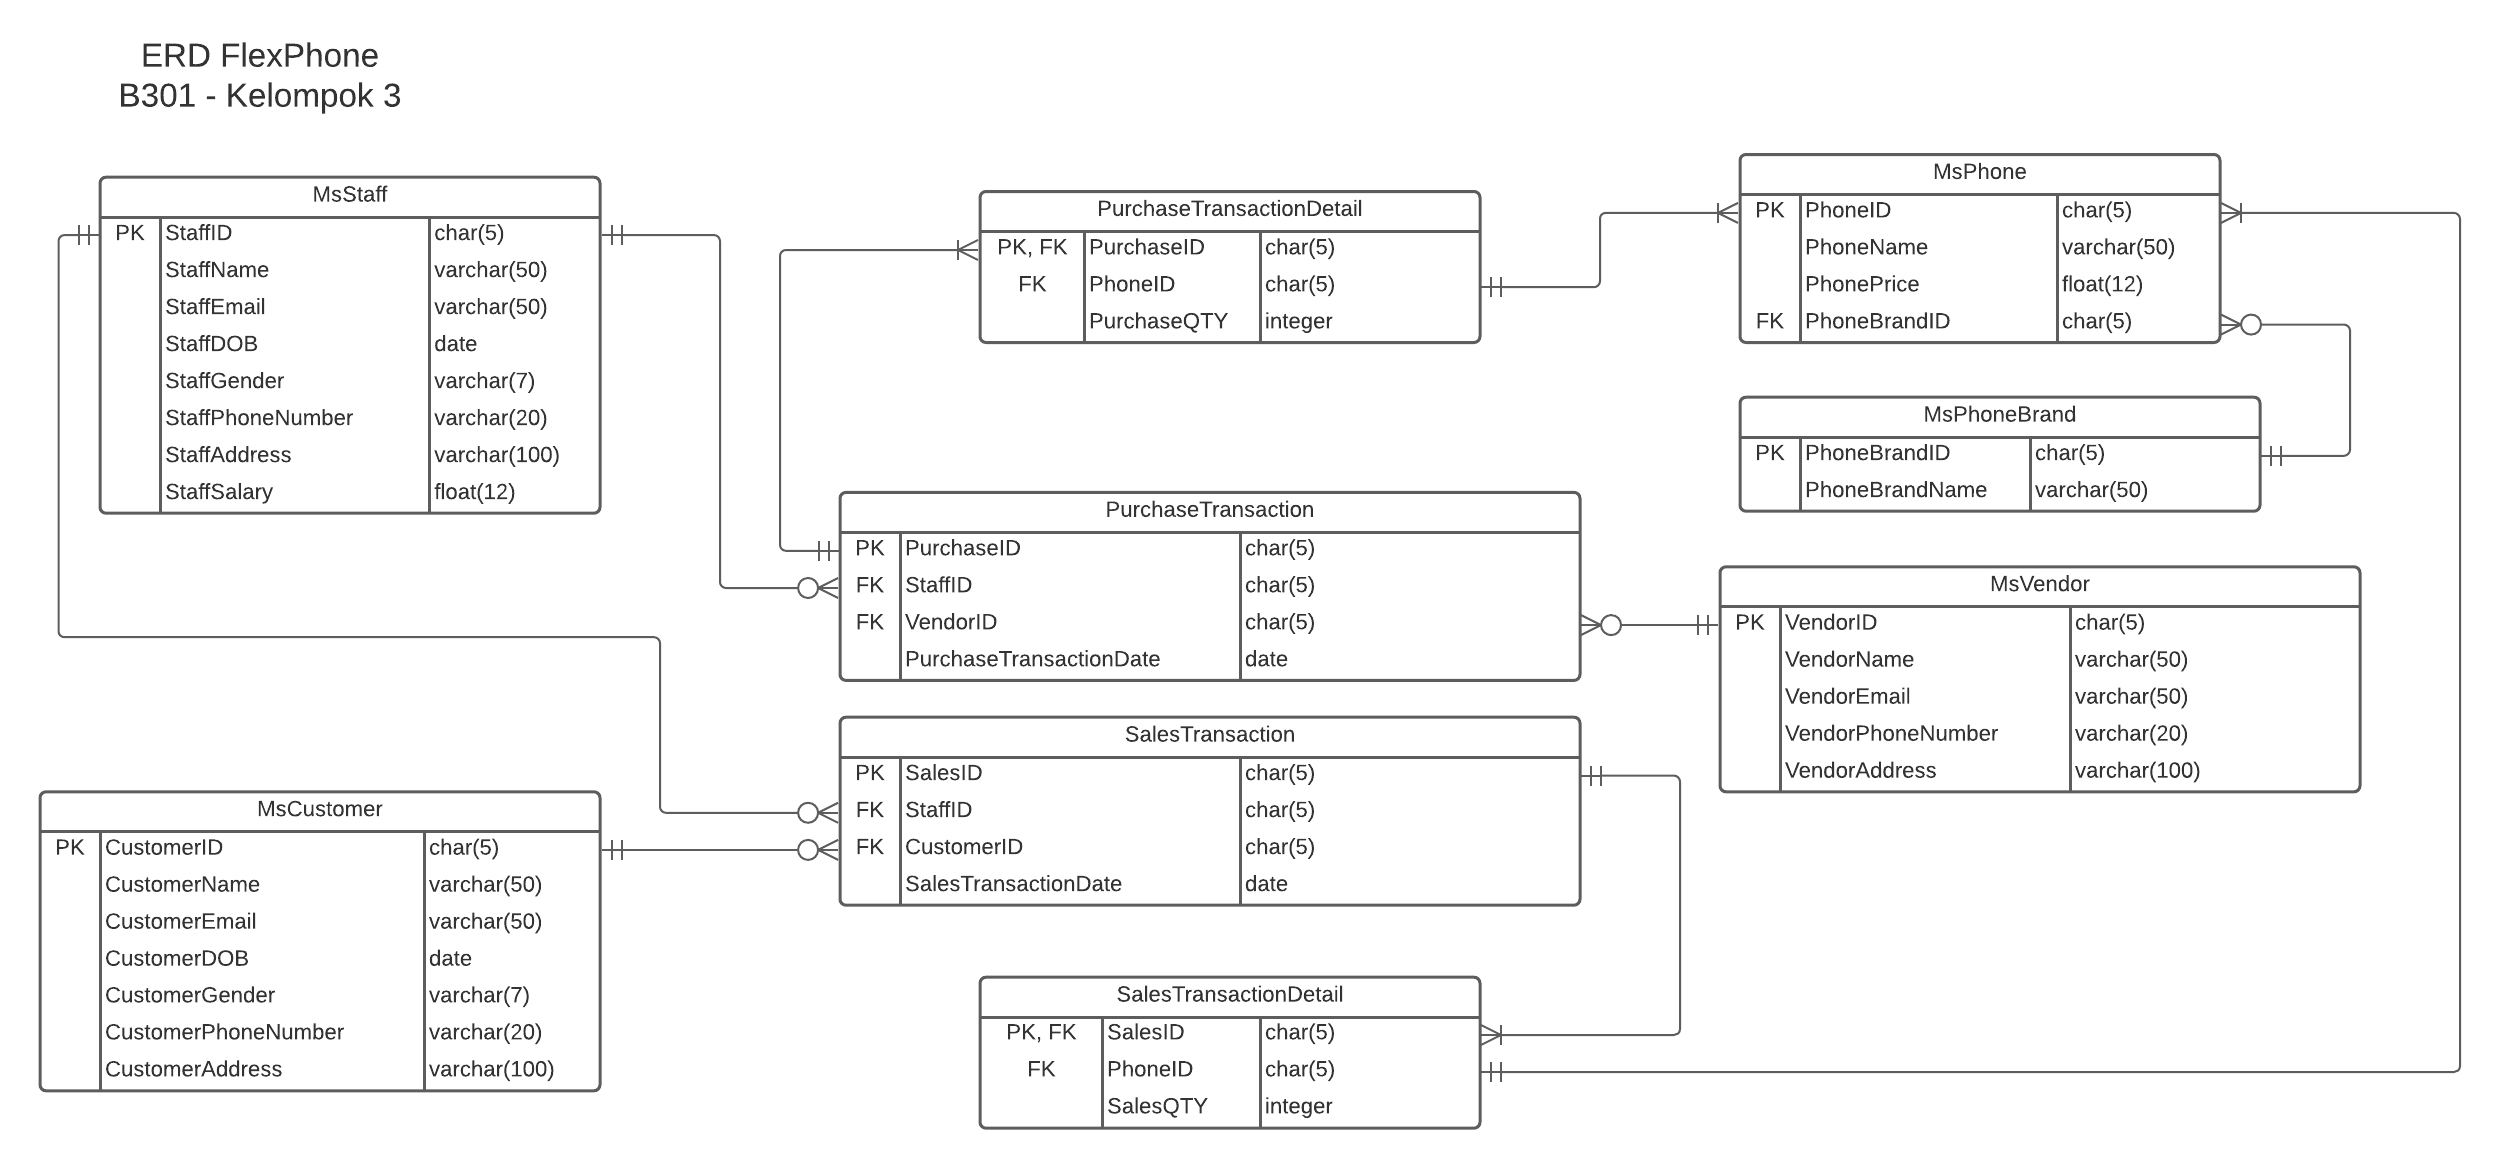 ERD FlexPhone
B301 - Kelompok 3
MsStaff
PK StaffID char(5)
StaffName varchar(50)
StaffEmail varchar(50)
StaffDOB date
StaffGender varchar(7)
StaffPhoneNumber varchar(20)
StaffAddress varchar(100)
StaffSalary float(12)
PurchaseTransactionDetail
PK, FK PurchaseID char(5)
FK PhoneID char(5)
PurchaseQTY integer
MsPhone
PK PhoneID char(5)
PhoneName varchar(50)
PhonePrice float(12)
FK PhoneBrandID char(5)
MsPhoneBrand
PK PhoneBrandID char(5)
PhoneBrandName varchar(50)
PurchaseTransaction
PK PurchaseID char(5)
FK StaffID char(5)
FK VendorID char(5)
PurchaseTransactionDate date
MsVendor
PK VendorID char(5)
VendorName varchar(50)
VendorEmail varchar(50)
VendorPhoneNumber varchar(20)
VendorAddress varchar(100)
SalesTransaction
PK SalesID char(5)
FK StaffID char(5)
FK CustomerID char(5)
SalesTransactionDate date
MsCustomer
PK CustomerID char(5)
CustomerName varchar(50)
CustomerEmail varchar(50)
CustomerDOB date
CustomerGender varchar(7)
CustomerPhoneNumber varchar(20)
CustomerAddress varchar(100)
SalesTransactionDetail
PK, FK SalesID char(5)
FK PhoneID char(5)
SalesQTY integer